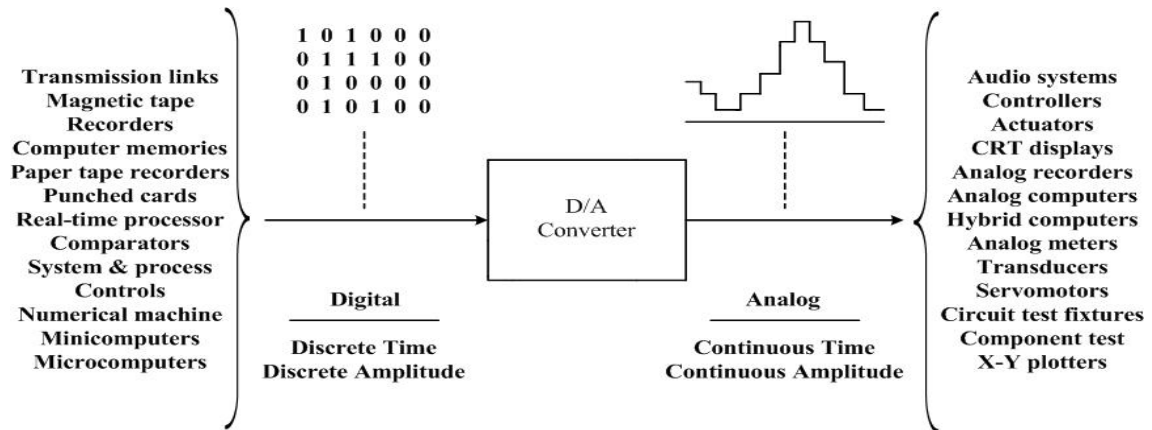 1 0 1 0 0 0
0 1 1 1 0 0
0 1 0 0 0 0
0 1 0 1 0 0
Transmission links
Magnetic tape
Recorders
Computer memories
Paper tape recorders
Punched cards
Real-time processor
Comparators
System & process
Controls
Numerical machine
Minicomputers
Microcomputers
D/A
Converter
Digital
Discrete Time
Discrete Amplitude
Analog
Continuous Time
Continuous Amplitude
Audio systems
Controllers
Actuators
CRT displays
Analog recorders
Analog computers
Hybrid computers
Analog meters
Transducers
Servomotors
Circuit test fixtures
Component test
X-Y plotters